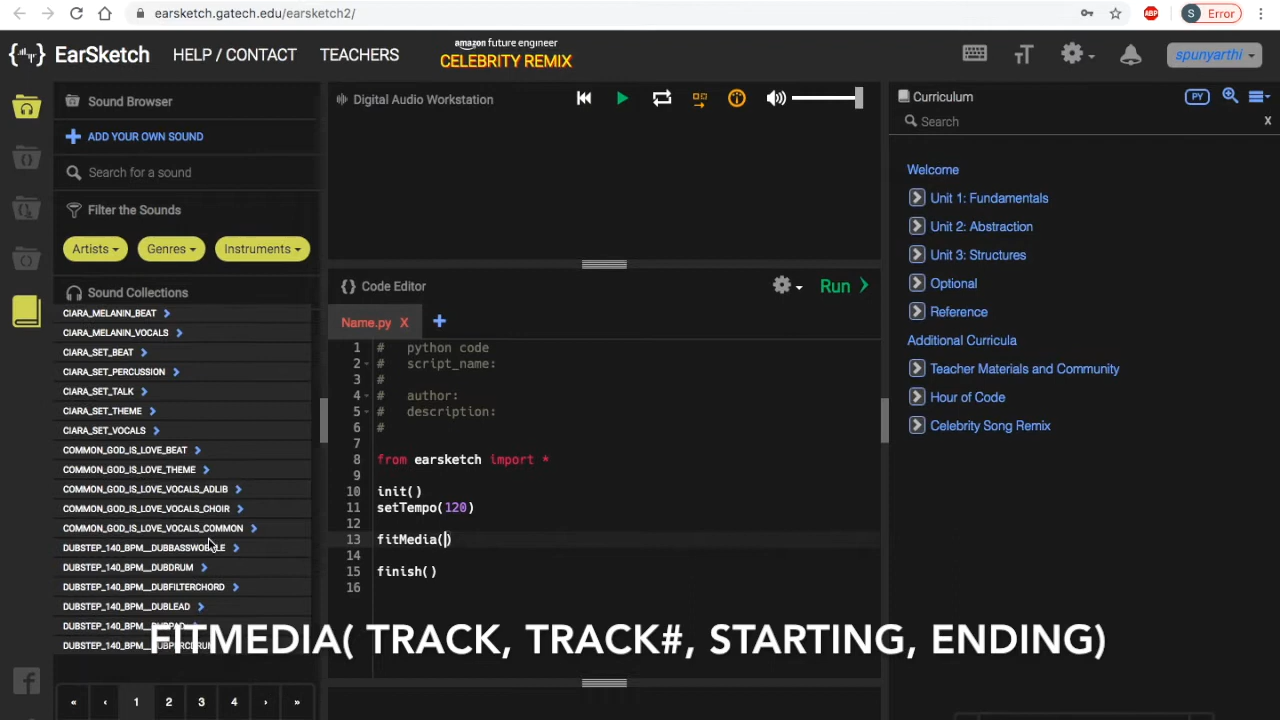 earsketch.gatech.edu/earsketch2/
ABP
S Error
{ } EarSketch HELP / CONTACT TEACHERS
amazon future engineer
CELEBRITY REMIX
spunyarthi
Sound Browser
+ ADD YOUR OWN SOUND
Search for a sound
Filter the Sounds
Artists Genres Instruments
Sound Collections
CIARA_MELANIN_BEAT
CIARA_MELANIN_VOCALS
CIARA_SET_BEAT
CIARA_SET_PERCUSSION
CIARA_SET_TALK
CIARA_SET_THEME
CIARA_SET_VOCALS
COMMON_GOD_IS_LOVE_BEAT
COMMON_GOD_IS_LOVE_THEME
COMMON_GOD_IS_LOVE_VOCALS_ADLIB
COMMON_GOD_IS_LOVE_VOCALS_CHOIR
COMMON_GOD_IS_LOVE_VOCALS_COMMON
DUBSTEP_140_BPM__DUBBASSWOBBLE
DUBSTEP_140_BPM__DUBDRUM
DUBSTEP_140_BPM__DUBFILTERCHORD
DUBSTEP_140_BPM__DUBLEAD
« ‹ 1 2 3 4 › »
Digital Audio Workstation
{} Code Editor
Run
Name.py X +
1 # python code
2 # script_name:
3 #
4 # author:
5 # description:
6 #
7
8 from earsketch import *
9
10 init()
11 setTempo(120)
12
13 fitMedia()
14
15 finish()
16
Curriculum PY
Search X
Welcome
Unit 1: Fundamentals
Unit 2: Abstraction
Unit 3: Structures
Optional
Reference
Additional Curricula
Teacher Materials and Community
Hour of Code
Celebrity Song Remix
FITMEDIA( TRACK, TRACK#, STARTING, ENDING)